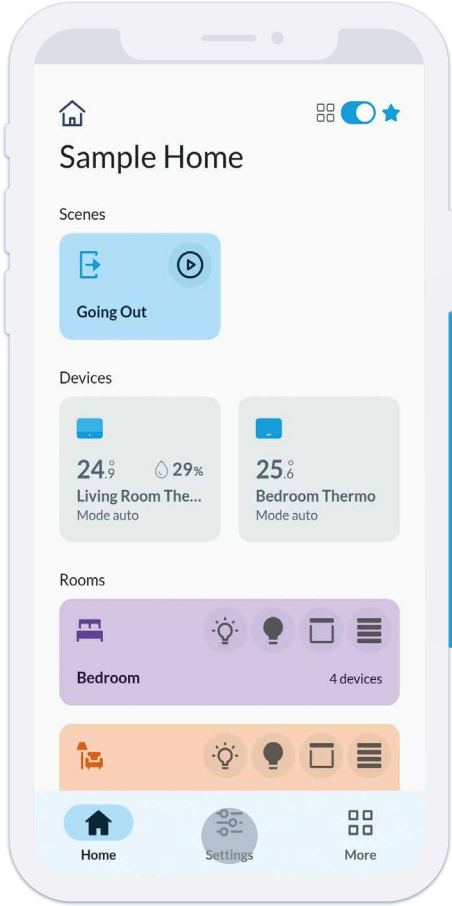 Sample Home
Scenes
Going Out
Devices
24.9° 29%
Living Room The...
Mode auto
25.6°
Bedroom Thermo
Mode auto
Rooms
Bedroom 4 devices
Home Settings More